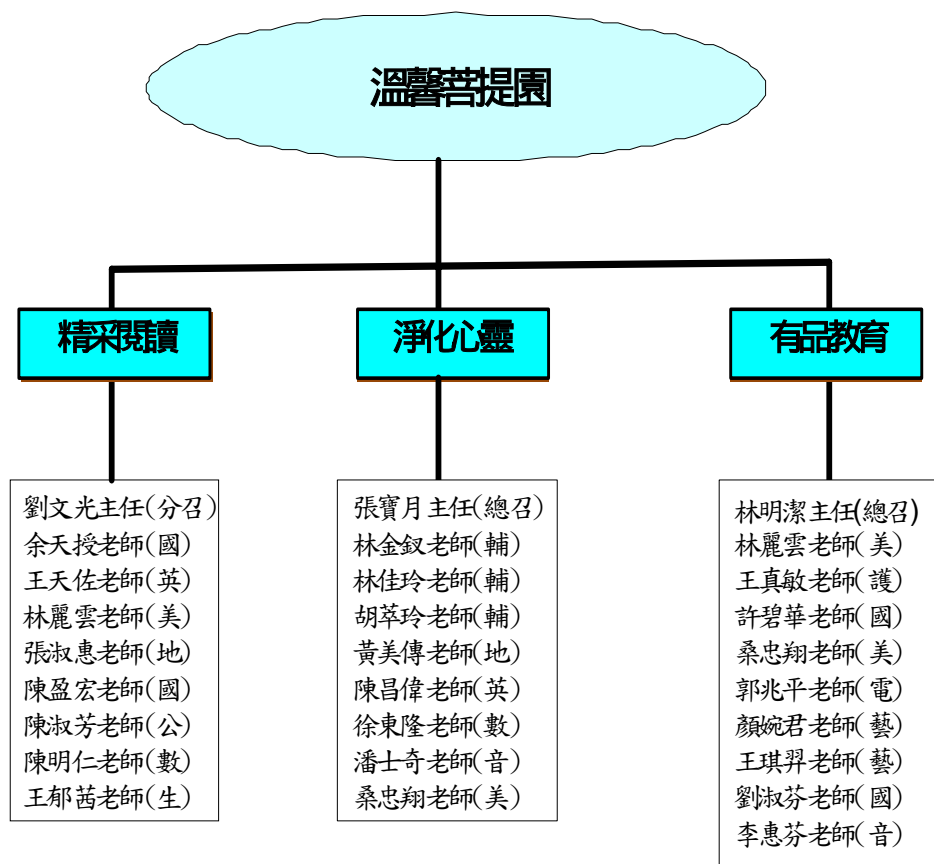 溫馨菩提園
精采閱讀
淨化心靈
有品教育
劉文光主任(分召)
余天授老師(國)
王天佐老師(英)
林麗雲老師(美)
張淑惠老師(地)
陳盈宏老師(國)
陳淑芳老師(公)
陳明仁老師(數)
王郁茜老師(生)
張寶月主任(總召)
林金釵老師(輔)
林佳玲老師(輔)
胡萃玲老師(輔)
黃美傳老師(地)
陳昌偉老師(英)
徐東隆老師(數)
潘士奇老師(音)
桑忠翔老師(美)
林明潔主任(總召)
林麗雲老師(美)
王真敏老師(護)
許碧華老師(國)
桑忠翔老師(美)
郭兆平老師(電)
顏婉君老師(藝)
王琪羿老師(藝)
劉淑芬老師(國)
李惠芬老師(音)